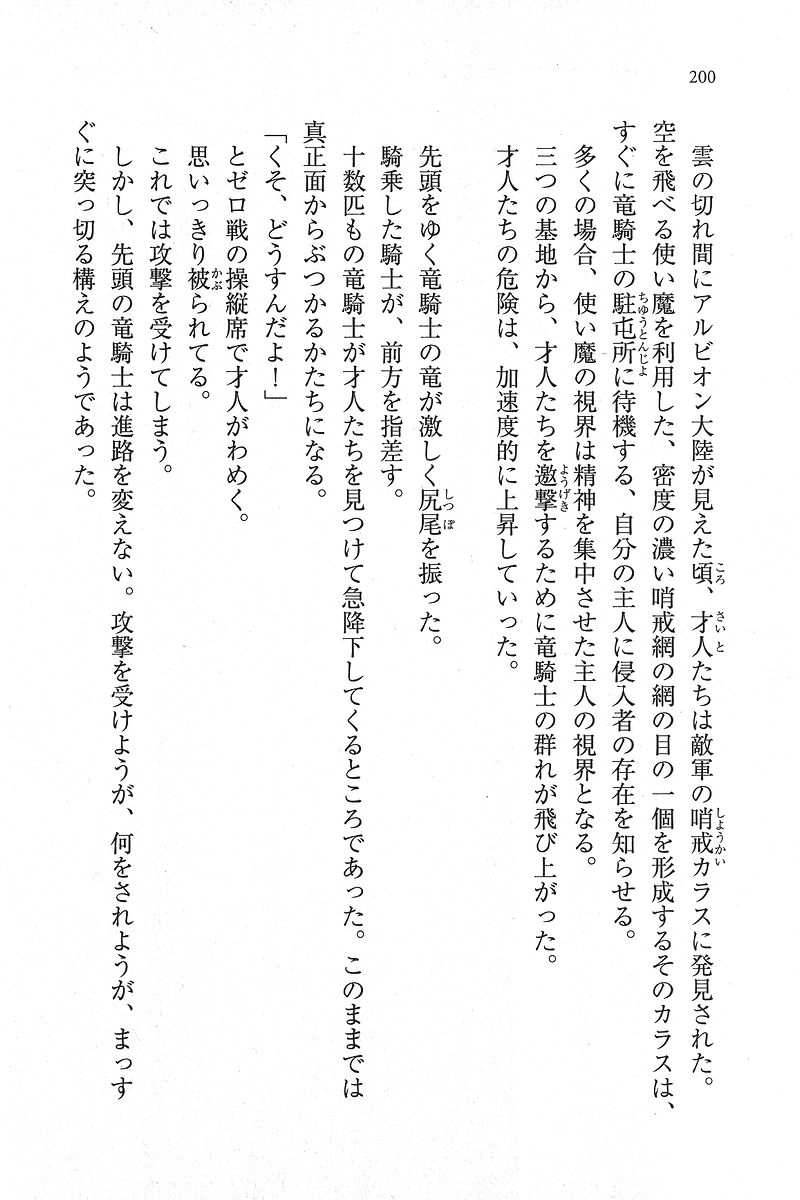 200
雲の切れ間にアルビオン大陸が見えた頃、才人たちは敵軍の哨戒カラスに発見された。
空を飛べる使い魔を利用した、密度の濃い哨戒網の網の目の一個を形成するそのカラスは、
すぐに竜騎士の駐屯所に待機する、自分の主人に侵入者の存在を知らせる。
多くの場合、使い魔の視界は精神を集中させた主人の視界となる。
三つの基地から、才人たちを邀撃するために竜騎士の群れが飛び上がった。
才人たちの危険は、加速度的に上昇していった。
先頭をゆく竜騎士の竜が激しく尻尾を振った。
騎乗した騎士が、前方を指差す。
十数匹もの竜騎士が才人たちを見つけて急降下してくるところであった。このままでは
真正面からぶつかるかたちになる。
「くそ、どうすんだよ！」
とゼロ戦の操縦席で才人がわめく。
思いっきり被られてる。
これでは攻撃を受けてしまう。
しかし、先頭の竜騎士は進路を変えない。攻撃を受けようが、何をされようが、まっす
ぐに突っ切る構えのようであった。